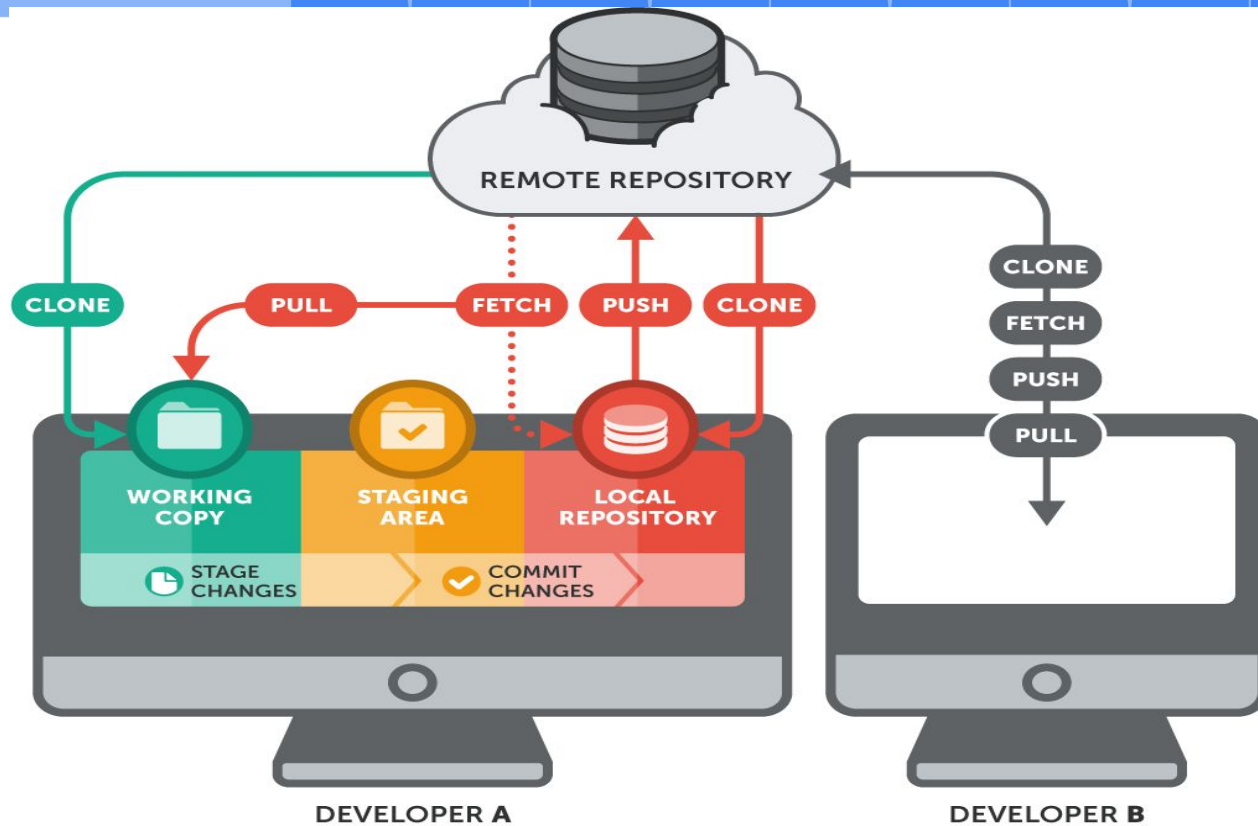 REMOTE REPOSITORY
CLONE
PULL
FETCH
PUSH
CLONE
CLONE
FETCH
PUSH
PULL
WORKING
COPY
STAGING
AREA
LOCAL
REPOSITORY
STAGE
CHANGES
COMMIT
CHANGES
DEVELOPER A
DEVELOPER B